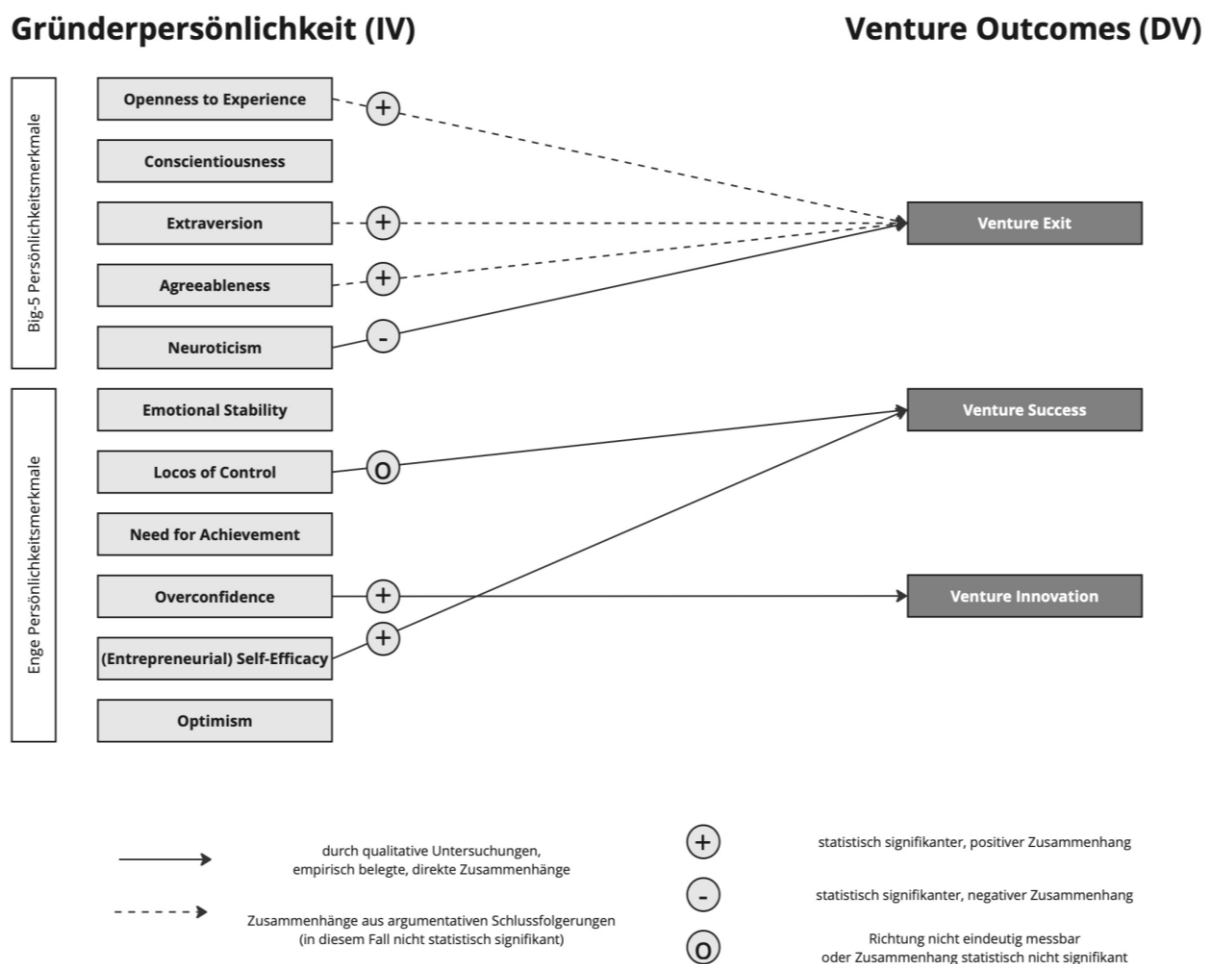 Gründerpersönlichkeit (IV)
Venture Outcomes (DV)
Big-5 Persönlichkeitsmerkmale
Openness to Experience
+
Conscientiousness
Extraversion
+
Venture Exit
Agreeableness
+
Neuroticism
-
Enge Persönlichkeitsmerkmale
Emotional Stability
Venture Success
Locos of Control
O
Need for Achievement
Overconfidence
+
Venture Innovation
(Entrepreneurial) Self-Efficacy
+
Optimism
durch qualitative Untersuchungen,
empirisch belegte, direkte Zusammenhänge
Zusammenhänge aus argumentativen Schlussfolgerungen
(in diesem Fall nicht statistisch signifikant)
+
statistisch signifikanter, positiver Zusammenhang
-
statistisch signifikanter, negativer Zusammenhang
O
Richtung nicht eindeutig messbar
oder Zusammenhang statistisch nicht signifikant